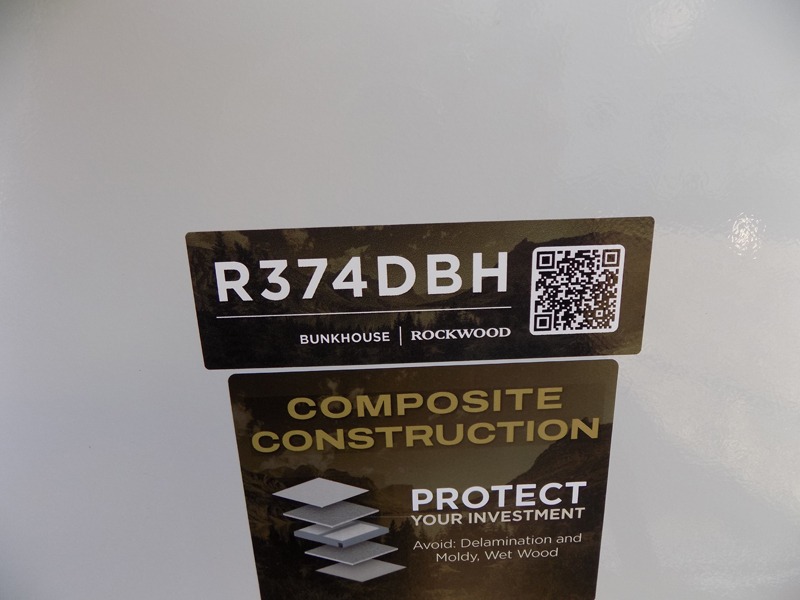 R374DBH
BUNKHOUSE | ROCKWOOD
COMPOSITE
CONSTRUCTION
PROTECT
YOUR INVESTMENT
Avoid: Delamination and
Moldy, Wet Wood